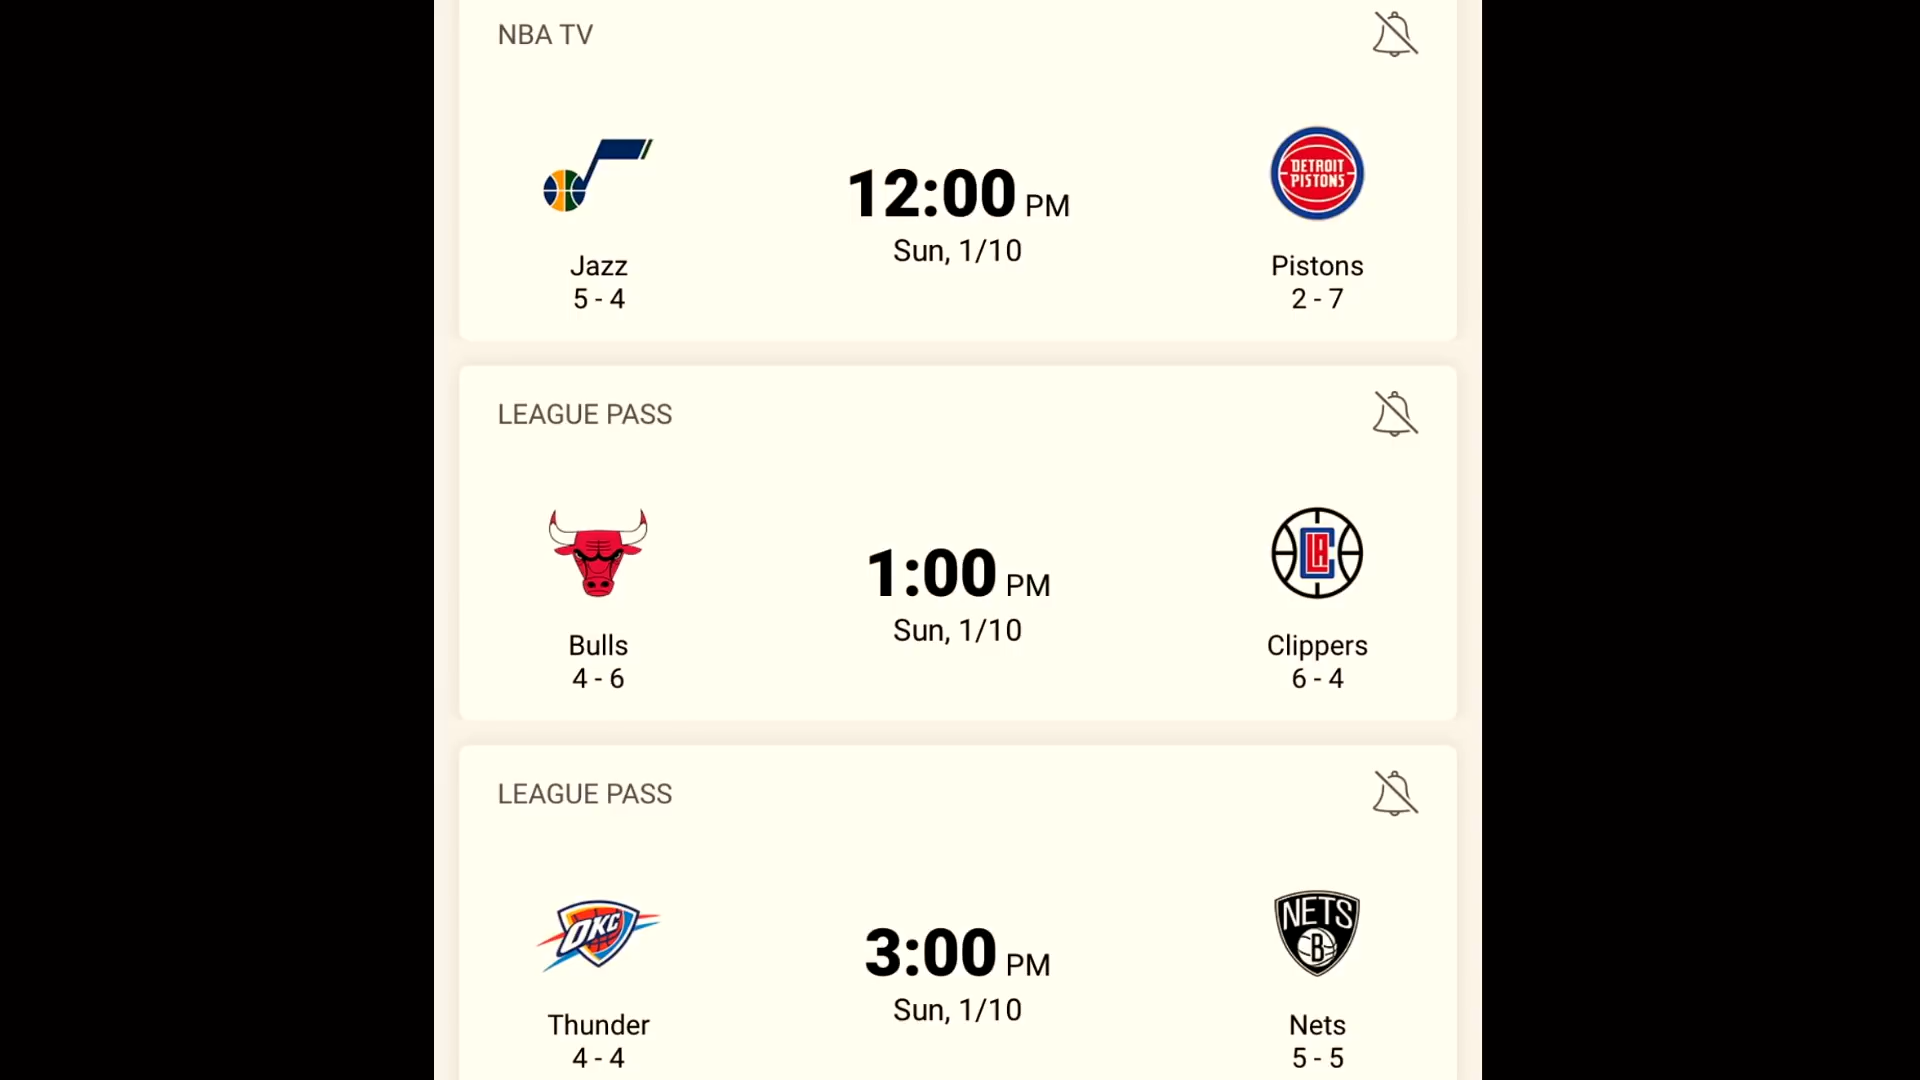 NBA TV
DETROIT
PISTONS
12:00 PM
Sun, 1/10
Jazz
5 - 4
Pistons
2 - 7
LEAGUE PASS
LA
1:00 PM
Sun, 1/10
Bulls
4 - 6
Clippers
6 - 4
LEAGUE PASS
OKC
NETS
B
3:00 PM
Sun, 1/10
Thunder
4 - 4
Nets
5 - 5